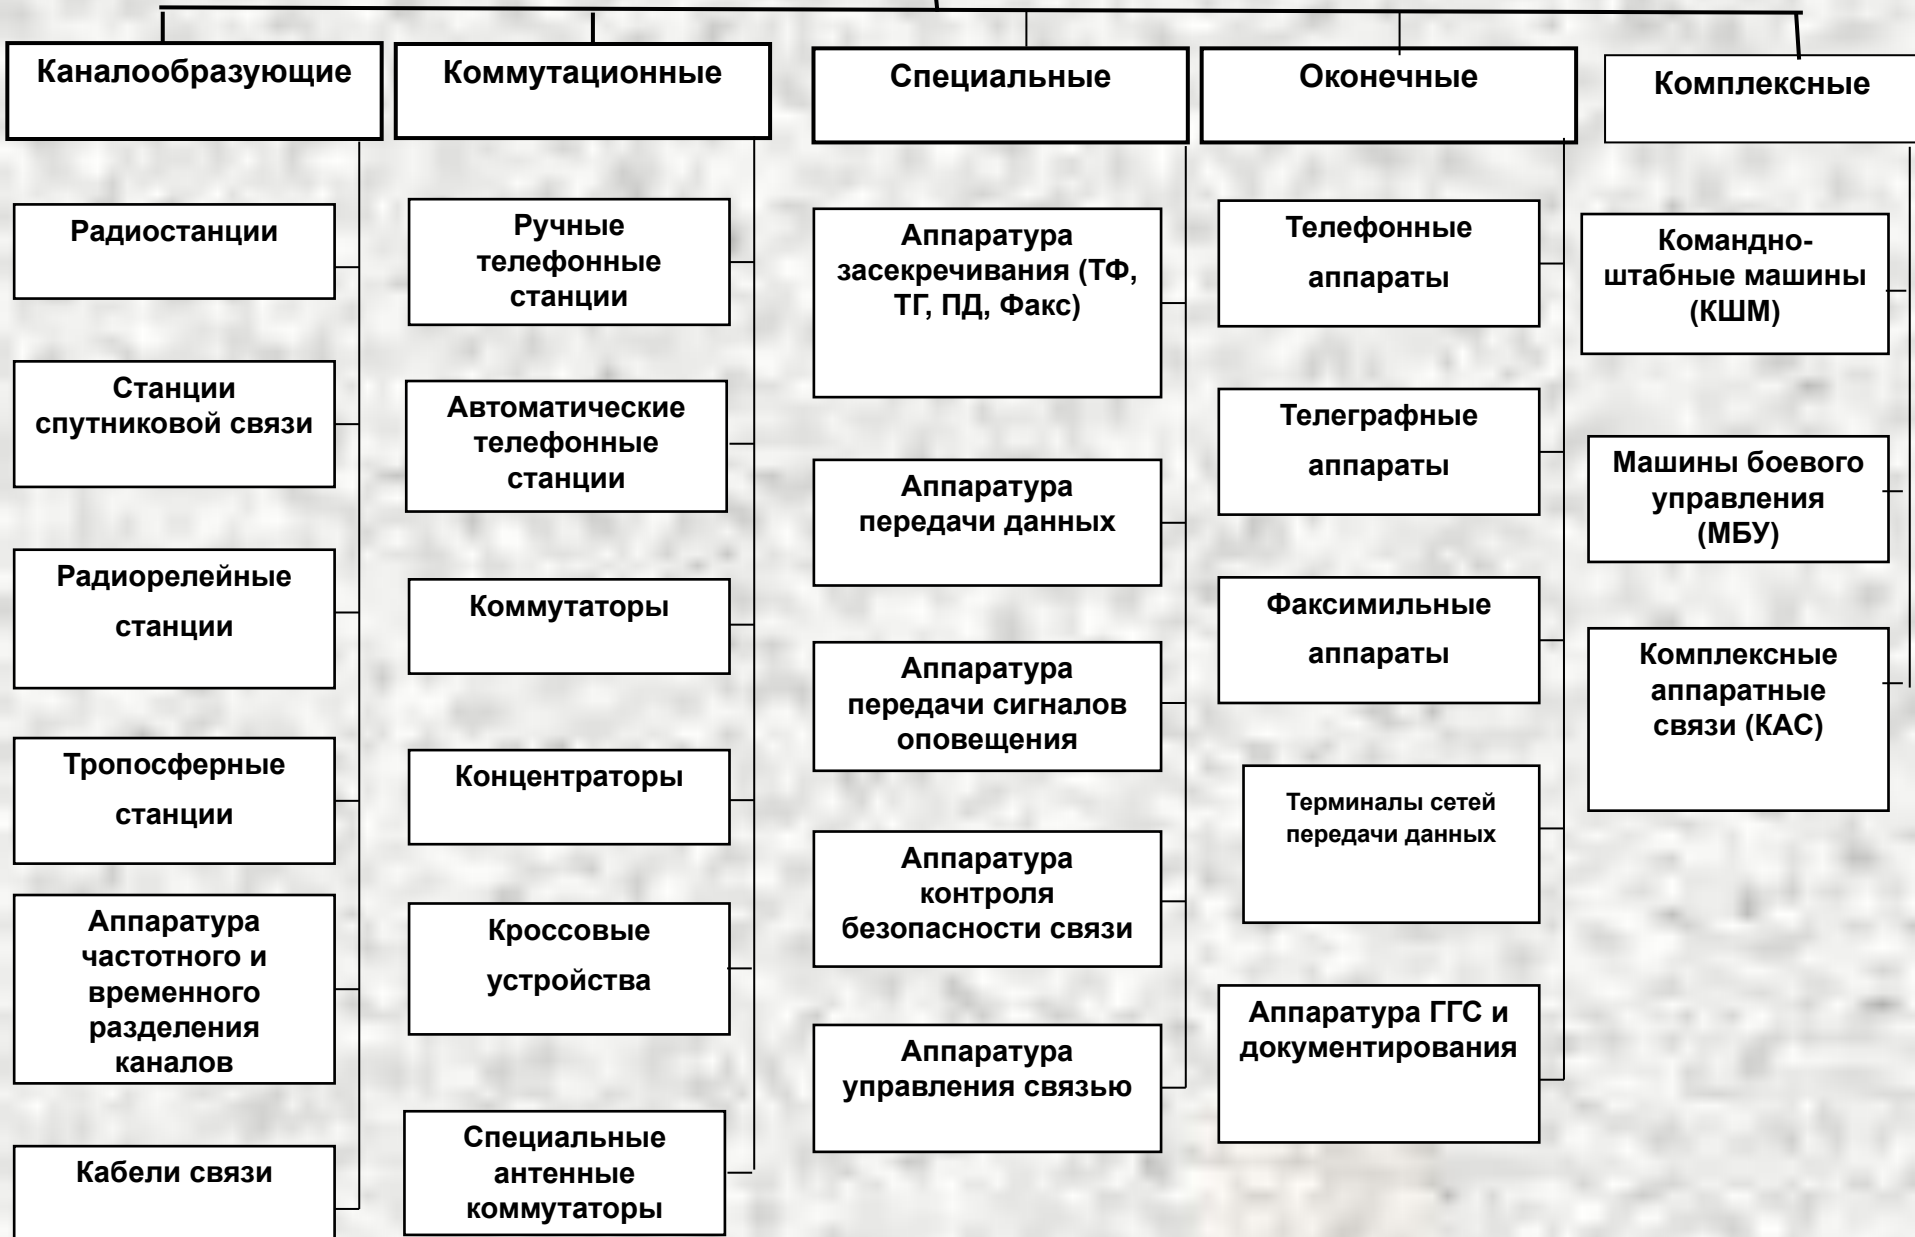 Каналообразующие
Коммутационные
Специальные
Оконечные
Комплексные
Радиостанции
Станции
спутниковой связи
Радиорелейные
станции
Тропосферные
станции
Аппаратура
частотного и
временного
разделения
каналов
Кабели связи
Ручные
телефонные
станции
Автоматические
телефонные
станции
Коммутаторы
Концентраторы
Кроссовые
устройства
Специальные
антенные
коммутаторы
Аппаратура
засекречивания (ТФ,
ТГ, ПД, Факс)
Аппаратура
передачи данных
Аппаратура
передачи сигналов
оповещения
Аппаратура
контроля
безопасности связи
Аппаратура
управления связью
Телефонные
аппараты
Телеграфные
аппараты
Факсимильные
аппараты
Терминалы сетей
передачи данных
Аппаратура ГГС и
документирования
Командно-
штабные машины
(КШМ)
Машины боевого
управления
(МБУ)
Комплексные
аппаратные
связи (КАС)